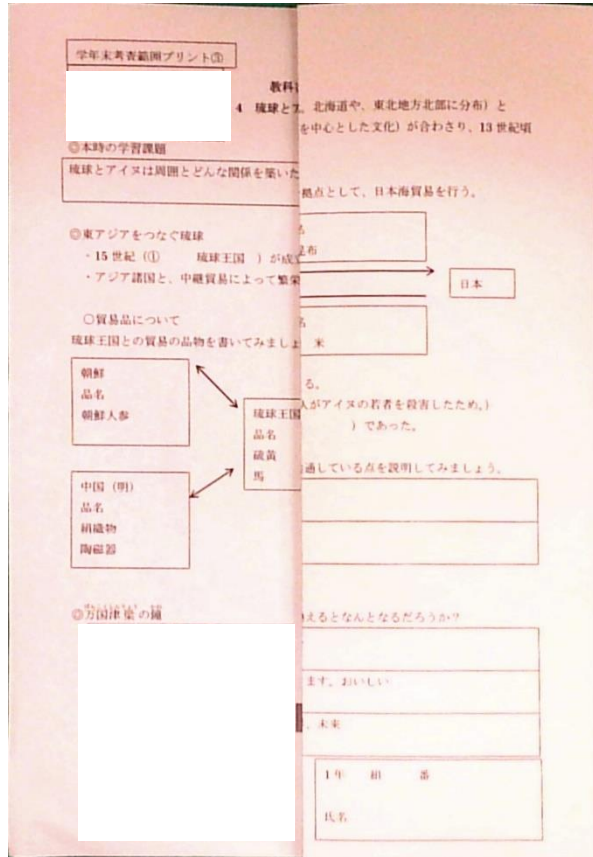 学年末考査範囲プリント③
教科
4 琉球と
◎本時の学習課題
琉球とアイヌは周囲とどんな関係を築いた
◎東アジアをつなぐ琉球
・15世紀（① 琉球王国 ）が成
・アジア諸国と、中継貿易によって繁栄
○貿易品について
琉球王国との貿易の品物を書いてみましょ
朝鮮
品名
朝鮮人参
琉球王国
品名
硫黄
馬
中国（明）
品名
絹織物
陶磁器
◎万国津梁の鐘
北海道や、東北地方北部に分布）と
を中心とした文化）が合わさり、13世紀頃
拠点として、日本海貿易を行う。
名
昆布
日本
名
米
る。
人がアイヌの若者を殺害したため。）
）であった。
通している点を説明してみましょう。
えるとなんとなるだろうか？
ます。おいしい
、未来
1年 組 番
氏名